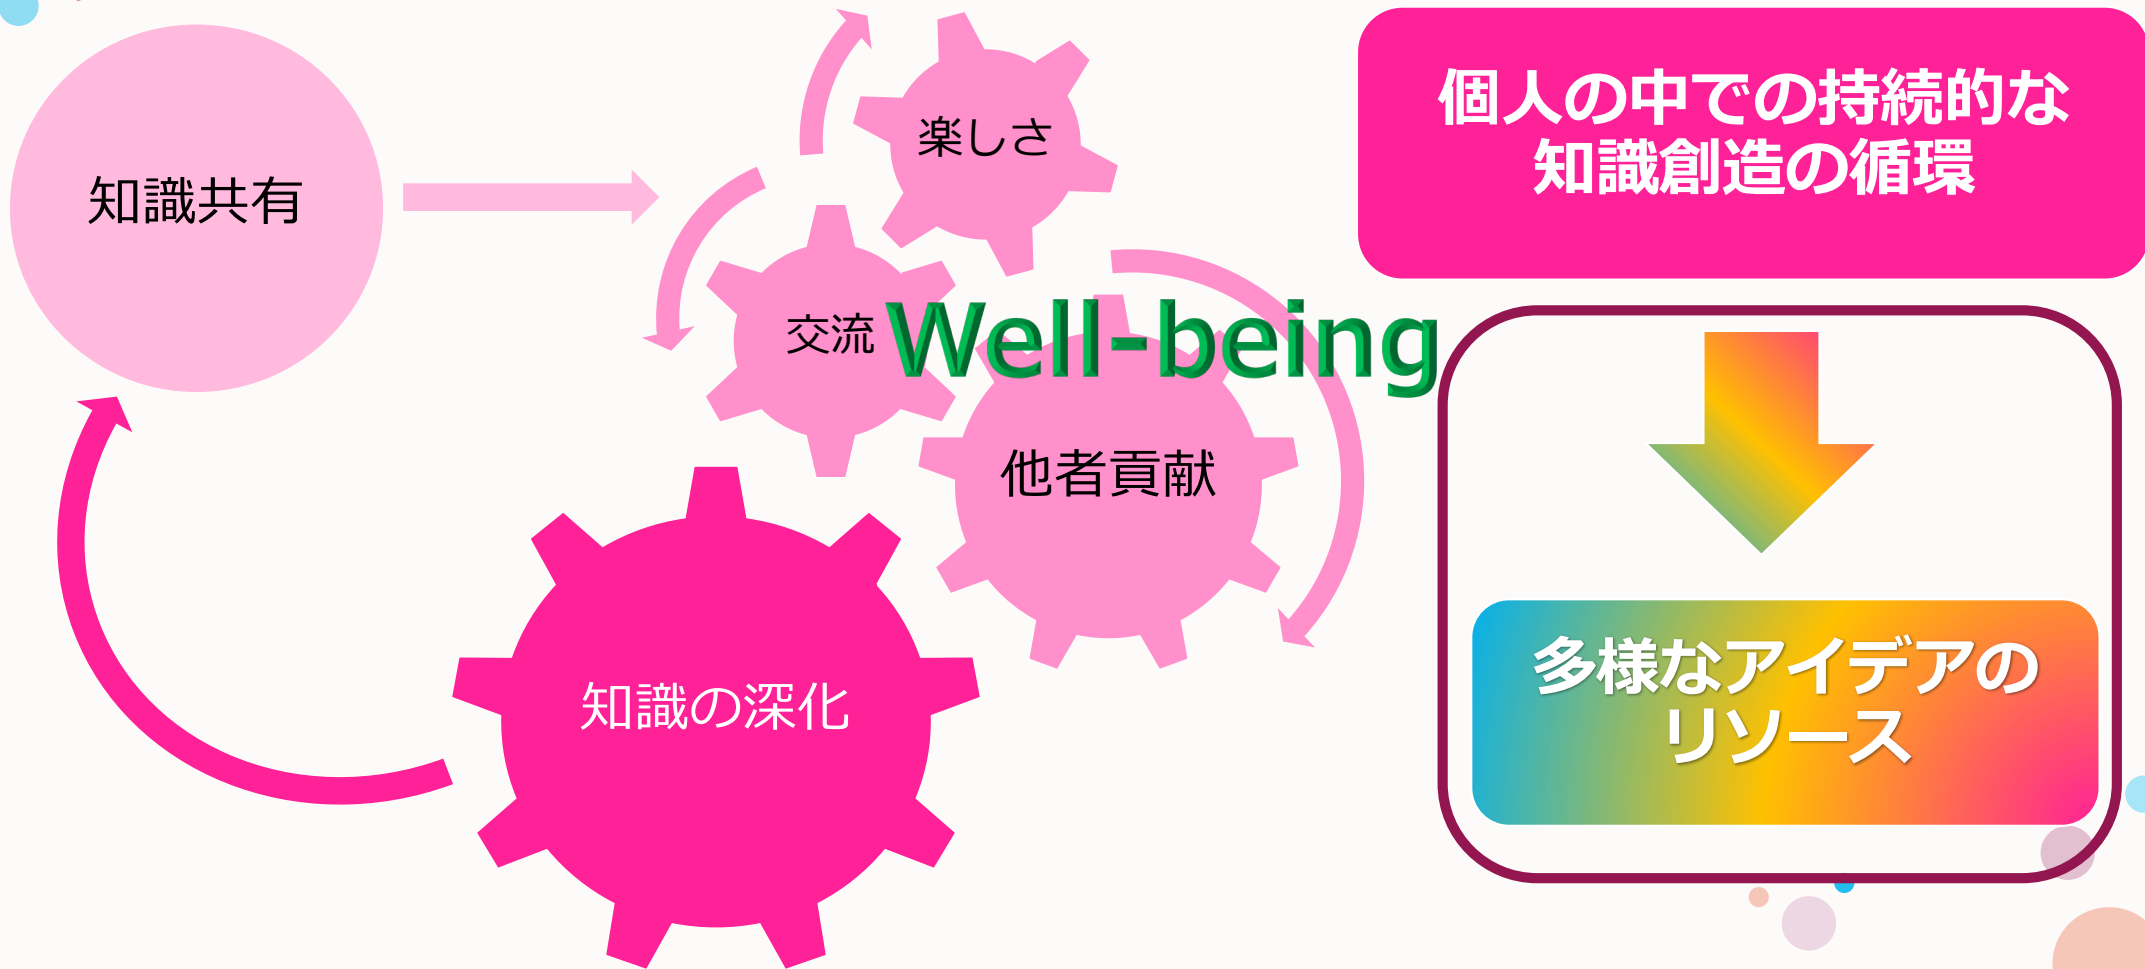 知識共有
楽しさ
交流
Well-being
他者貢献
知識の深化
個人の中での持続的な
知識創造の循環
多様なアイデアの
リソース